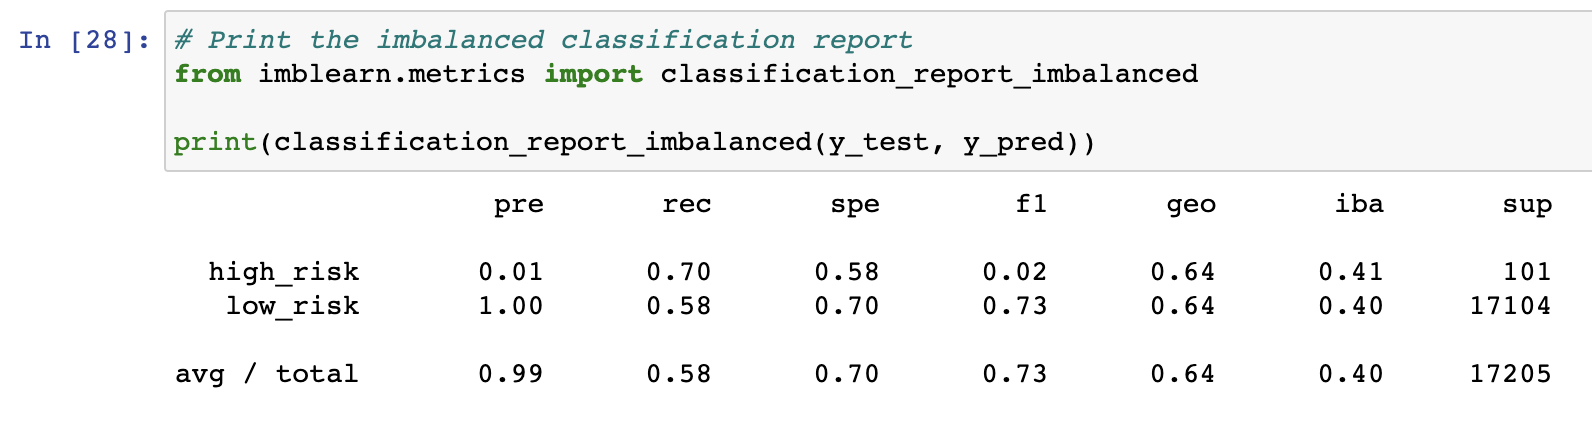 In [28]: # Print the imbalanced classification report
from imblearn.metrics import classification_report_imbalanced
print(classification_report_imbalanced(y_test, y_pred))
pre rec spe f1 geo iba sup
high_risk 0.01 0.70 0.58 0.02 0.64 0.41 101
low_risk 1.00 0.58 0.70 0.73 0.64 0.40 17104
avg / total 0.99 0.58 0.70 0.73 0.64 0.40 17205